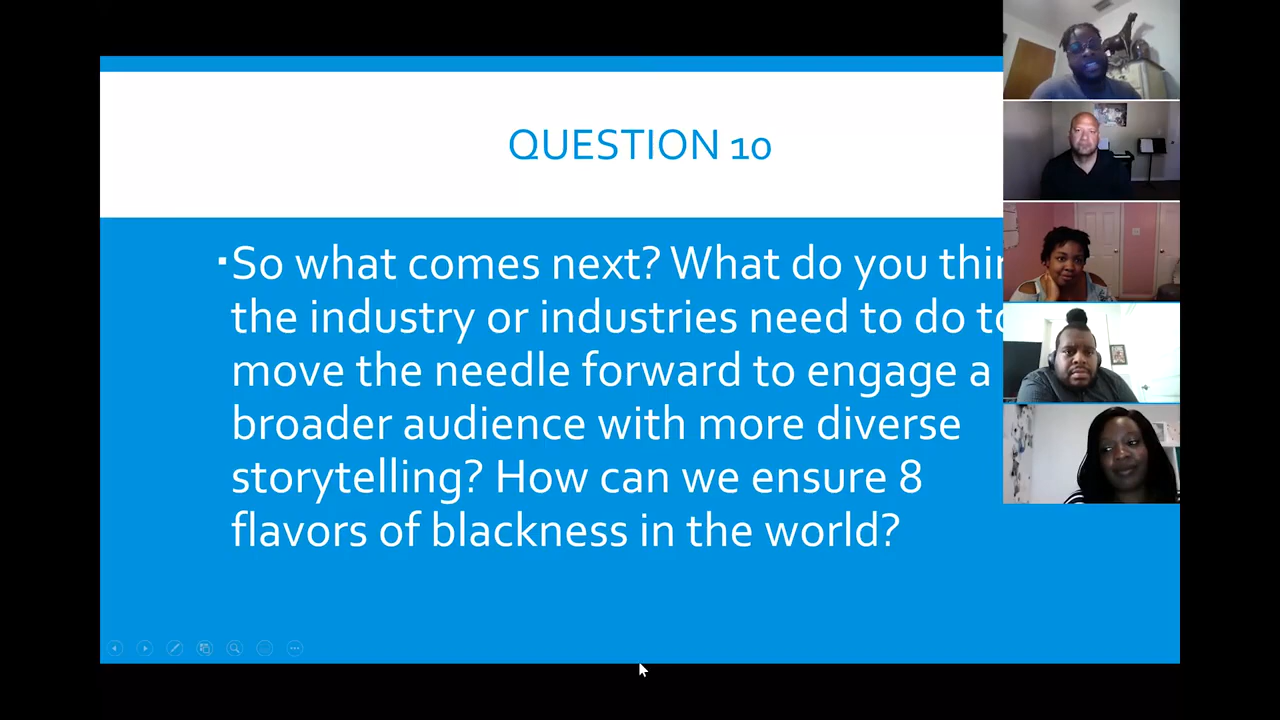 QUESTION 10
▪So what comes next? What do you
the industry or industries need to do
move the needle forward to engage a
broader audience with more diverse
storytelling? How can we ensure 8
flavors of blackness in the world?